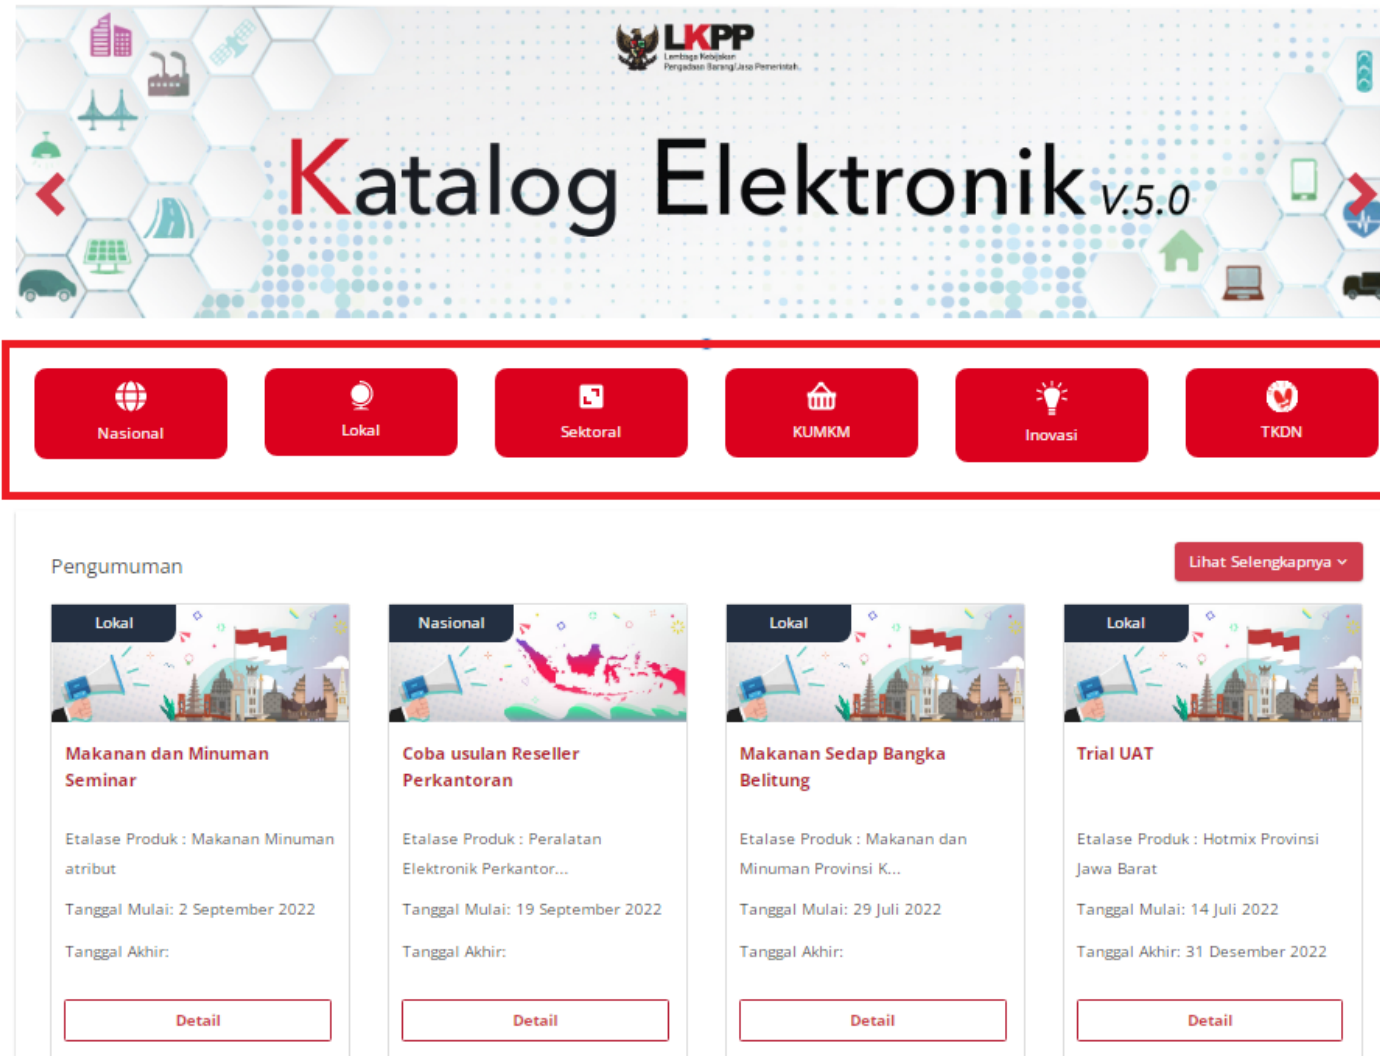 LKPP
Lembaga Kebijakan
Pengadaan Barang/Jasa Pemerintah
Katalog Elektronik V.5.0
Nasional
Lokal
Sektoral
KUMKM
Inovasi
TKDN
Pengumuman
Lihat Selengkapnya
Lokal
Makanan dan Minuman
Seminar
Etalase Produk : Makanan Minuman
atribut
Tanggal Mulai: 2 September 2022
Tanggal Akhir:
Detail
Nasional
Coba usulan Reseller
Perkantoran
Etalase Produk : Peralatan
Elektronik Perkantor...
Tanggal Mulai: 19 September 2022
Tanggal Akhir:
Detail
Lokal
Makanan Sedap Bangka
Belitung
Etalase Produk : Makanan dan
Minuman Provinsi K...
Tanggal Mulai: 29 Juli 2022
Tanggal Akhir:
Detail
Lokal
Trial UAT
Etalase Produk : Hotmix Provinsi
Jawa Barat
Tanggal Mulai: 14 Juli 2022
Tanggal Akhir: 31 Desember 2022
Detail